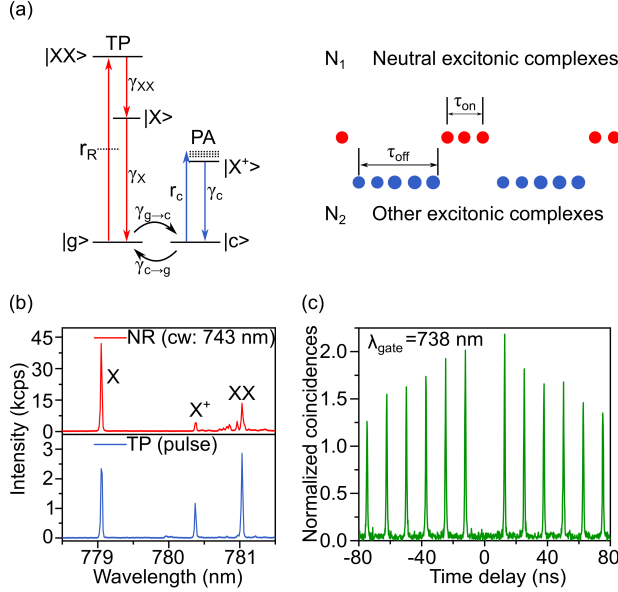 (a)
TP
|XX>
γXX
|X>
PA
|X⁺>
rR
γX
rc
γc
γg→c
|g>
|c>
γc→g
N₁ Neutral excitonic complexes
τon
τoff
N₂ Other excitonic complexes
(b)
45
30
15
0
NR (cw: 743 nm)
X
X⁺
XX
3
2
1
0
TP (pulse)
Intensity (kcps)
779 780 781
Wavelength (nm)
(c)
λgate=738 nm
2.0
1.5
1.0
0.5
0.0
Normalized coincidences
-80 -40 0 40 80
Time delay (ns)